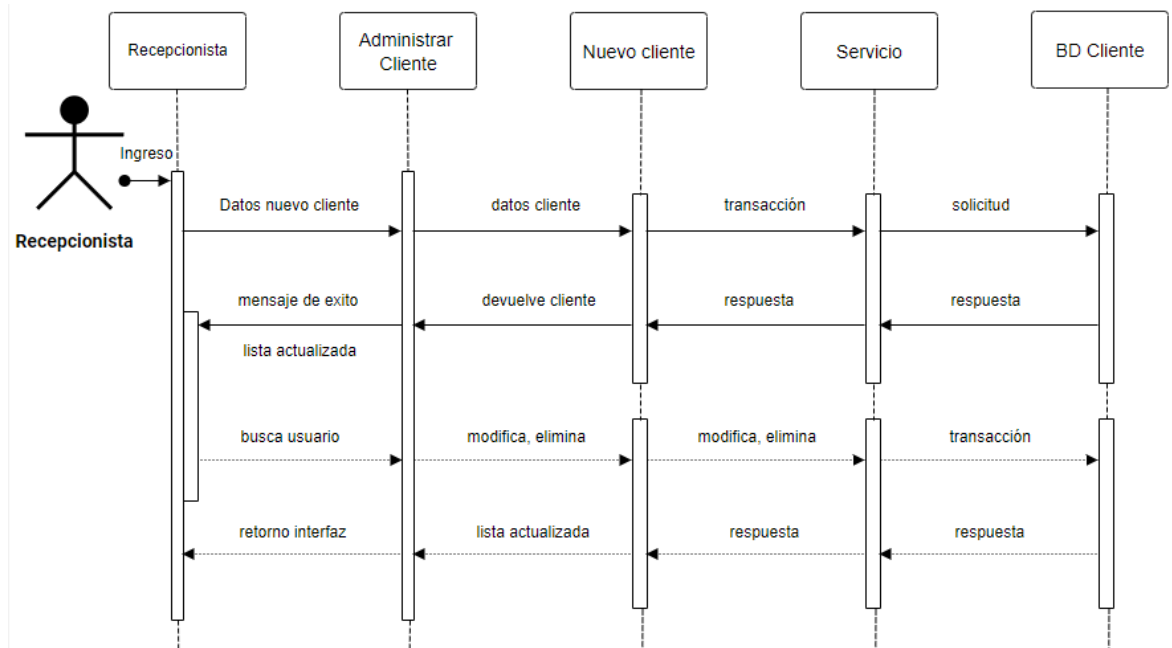 Recepcionista
Administrar
Cliente
Nuevo cliente
Servicio
BD Cliente
Ingreso
Recepcionista
Datos nuevo cliente
datos cliente
transacción
solicitud
mensaje de exito
devuelve cliente
respuesta
respuesta
lista actualizada
busca usuario
modifica, elimina
modifica, elimina
transacción
retorno interfaz
lista actualizada
respuesta
respuesta